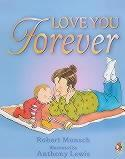 LOVE YOU
Forever
Robert Munsch
Illustrated by
Anthony Lewis